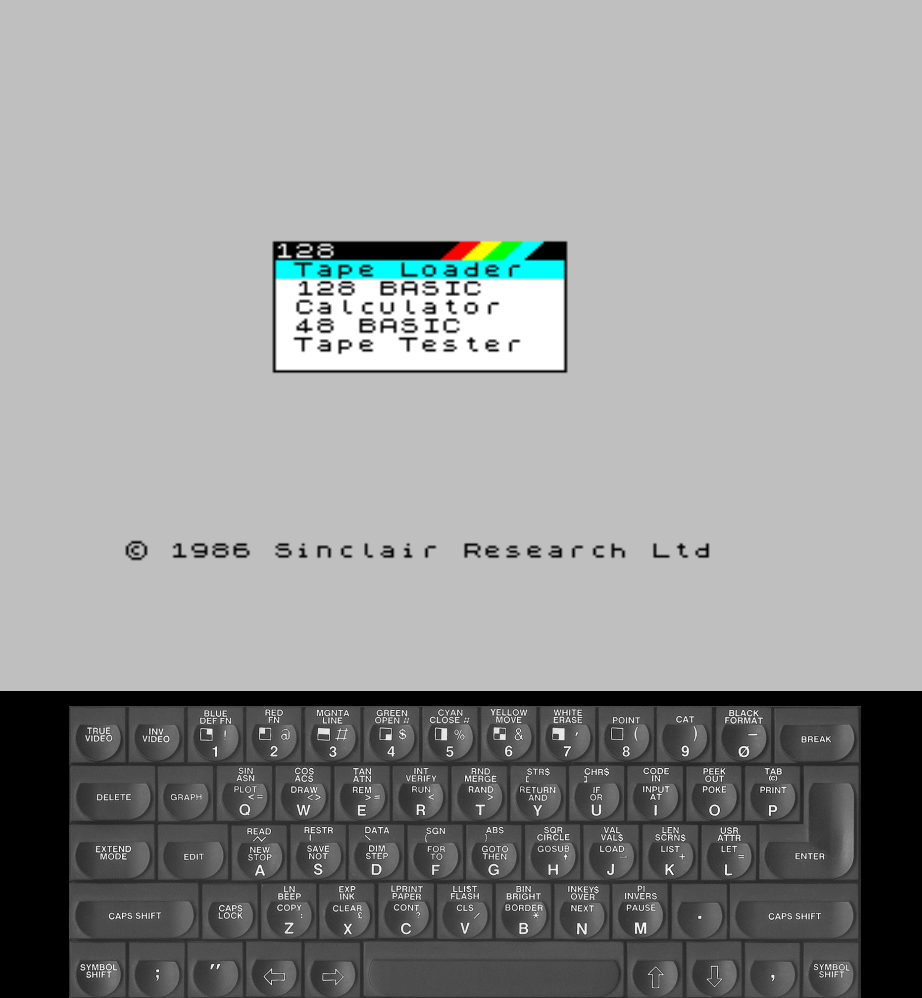 128
Tape Loader
128 BASIC
Calculator
48 BASIC
Tape Tester
© 1986 Sinclair Research Ltd
TRUE VIDEO
INV VIDEO
BLUE DEF FN ! 1
RED FN @ 2
MGNTA LINE # 3
GREEN OPEN # $ 4
CYAN CLOSE # % 5
YELLOW MOVE & 6
WHITE ERASE ' 7
POINT ( 8
CAT ) 9
BLACK FORMAT _ Ø
BREAK
DELETE
GRAPH
SIN ASN PLOT <= Q
COS ACS DRAW <> W
TAN ATN REM >= E
INT VERIFY RUN < R
RND MERGE RAND > T
STR$ [ RETURN AND Y
CHR$ ] IF OR U
CODE IN INPUT AT I
PEEK OUT POKE O
TAB (c) PRINT P
EXTEND MODE
EDIT
READ ~ NEW STOP A
RESTR | SAVE NOT S
DATA \ DIM STEP D
SGN { FOR TO F
ABS } GOTO THEN G
SQR CIRCLE GOSUB ↑ H
VAL VAL$ LOAD - J
LEN SCRN$ LIST + K
USR ATTR LET = L
ENTER
CAPS SHIFT
CAPS LOCK
LN BEEP COPY : Z
EXP INK CLEAR £ X
LPRINT PAPER CONT ? C
LLIST FLASH CLS / V
BIN BRIGHT BORDER * B
INKEY$ OVER NEXT N
PI INVERS PAUSE M
.
CAPS SHIFT
SYMBOL SHIFT
;
"
⇦
⇨
⇧
⇩
,
SYMBOL SHIFT